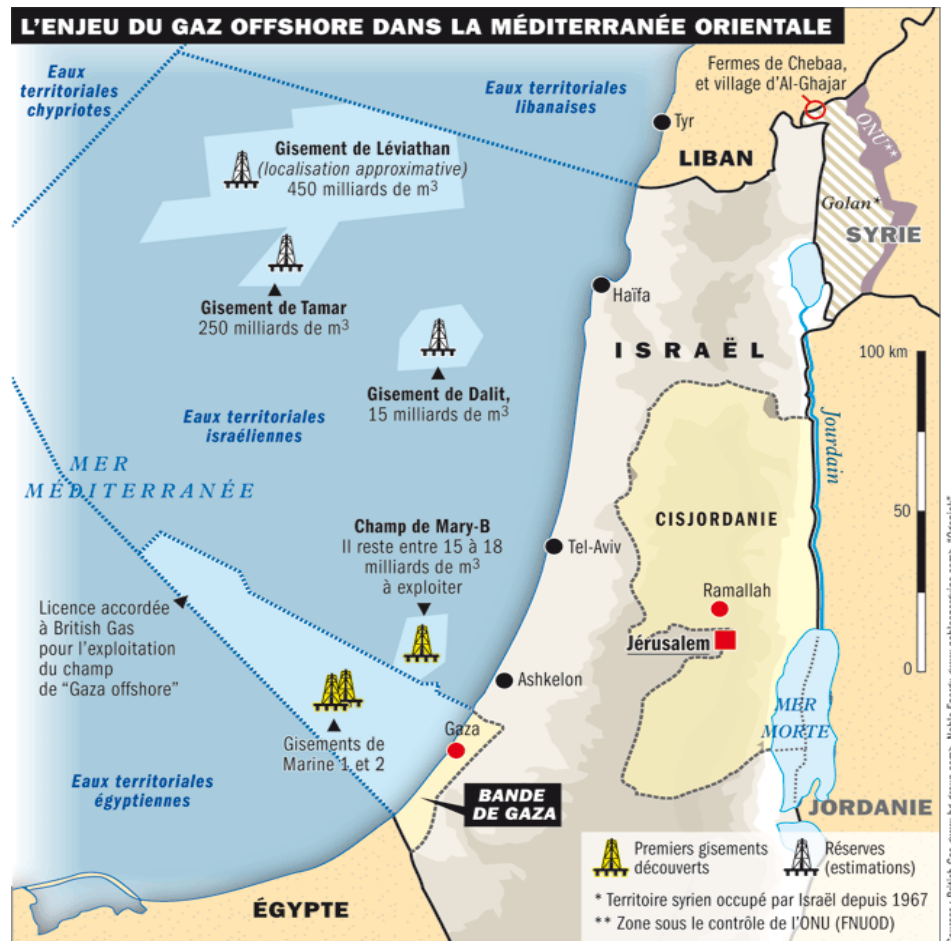 L'ENJEU DU GAZ OFFSHORE DANS LA MÉDITERRANÉE ORIENTALE
Eaux
territoriales
chypriotes
Eaux territoriales
libanaises
Fermes de Chebaa,
et village d'Al-Ghajar
Tyr
LIBAN
ONU**
Golan*
SYRIE
Gisement de Léviathan
(localisation approximative)
450 milliards de m³
Gisement de Tamar
250 milliards de m³
Haïfa
ISRAËL
100 km
Gisement de Dalit,
15 milliards de m³
Eaux territoriales
israéliennes
Jourdain
MER
MÉDITERRANÉE
50
CISJORDANIE
Champ de Mary-B
Il reste entre 15 à 18
milliards de m³
à exploiter
Tel-Aviv
Ramallah
Licence accordée
à British Gas
pour l'exploitation
du champ
de "Gaza offshore"
Jérusalem
0
Ashkelon
MER
MORTE
Gaza
Gisements de
Marine 1 et 2
Eaux territoriales
égyptiennes
BANDE
DE GAZA
JORDANIE
ÉGYPTE
Premiers gisements
découverts
Réserves
(estimations)
* Territoire syrien occupé par Israël depuis 1967
** Zone sous le contrôle de l'ONU (FNUOD)